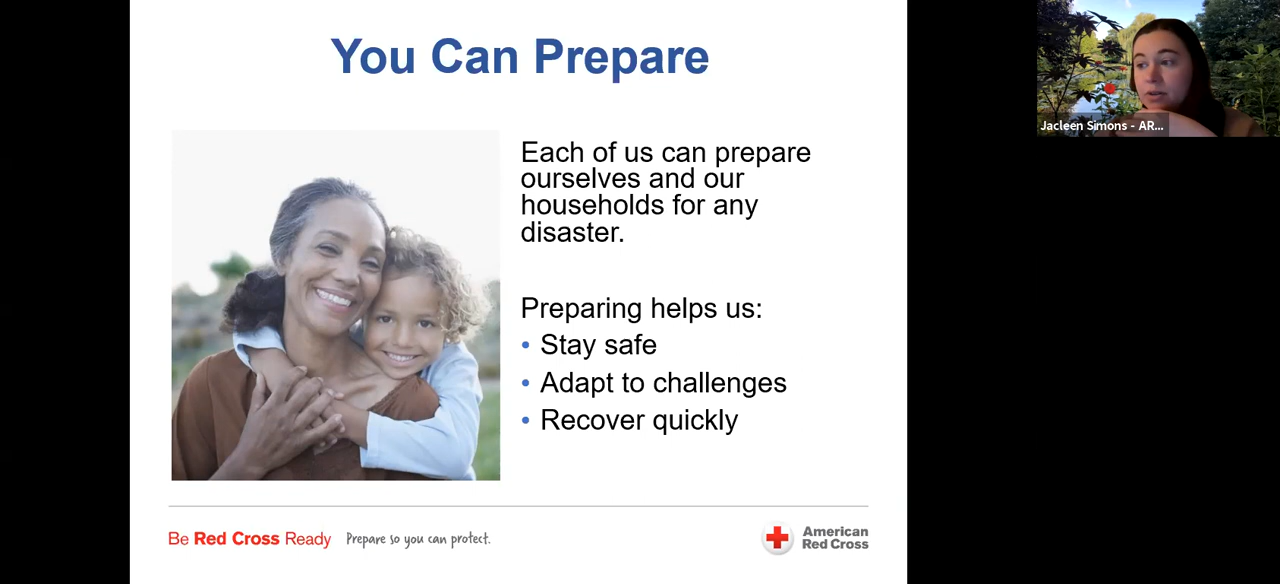 You Can Prepare
Jacleen Simons - AR...
Each of us can prepare
ourselves and our
households for any
disaster.
Preparing helps us:
• Stay safe
• Adapt to challenges
• Recover quickly
Be Red Cross Ready
Prepare so you can protect.
American
Red Cross